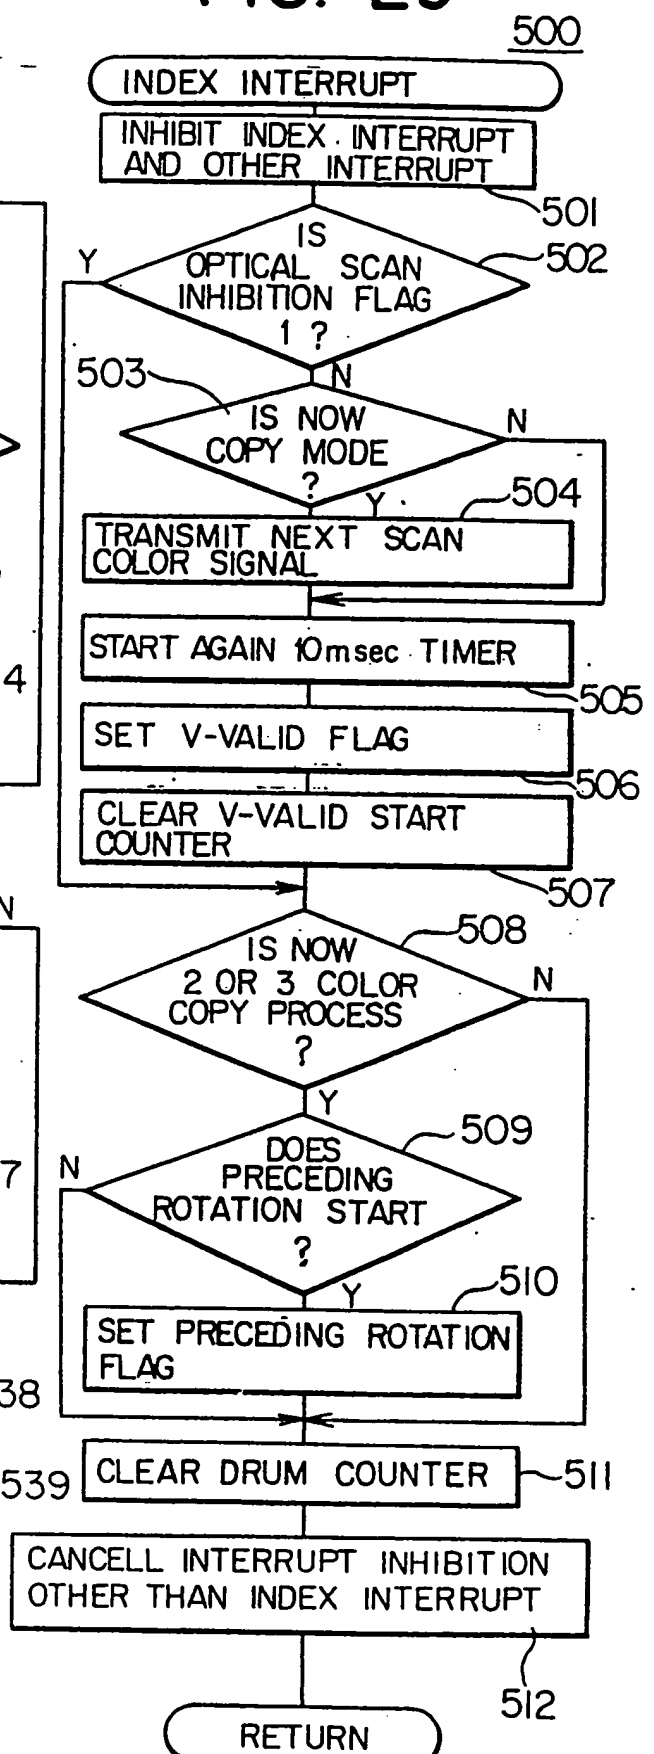 500
INDEX INTERRUPT
INHIBIT INDEX INTERRUPT
AND OTHER INTERRUPT
501
IS
OPTICAL SCAN
INHIBITION FLAG
1 ?
502
Y
N
503
IS NOW
COPY MODE
?
N
Y
504
TRANSMIT NEXT SCAN
COLOR SIGNAL
START AGAIN 10msec TIMER
4
505
SET V-VALID FLAG
506
CLEAR V-VALID START
COUNTER
507
N
508
IS NOW
2 OR 3 COLOR
COPY PROCESS
?
N
Y
509
DOES
PRECEDING
ROTATION START
?
N
7
Y
510
SET PRECEDING ROTATION
FLAG
38
539
CLEAR DRUM COUNTER
511
CANCELL INTERRUPT INHIBITION
OTHER THAN INDEX INTERRUPT
512
RETURN